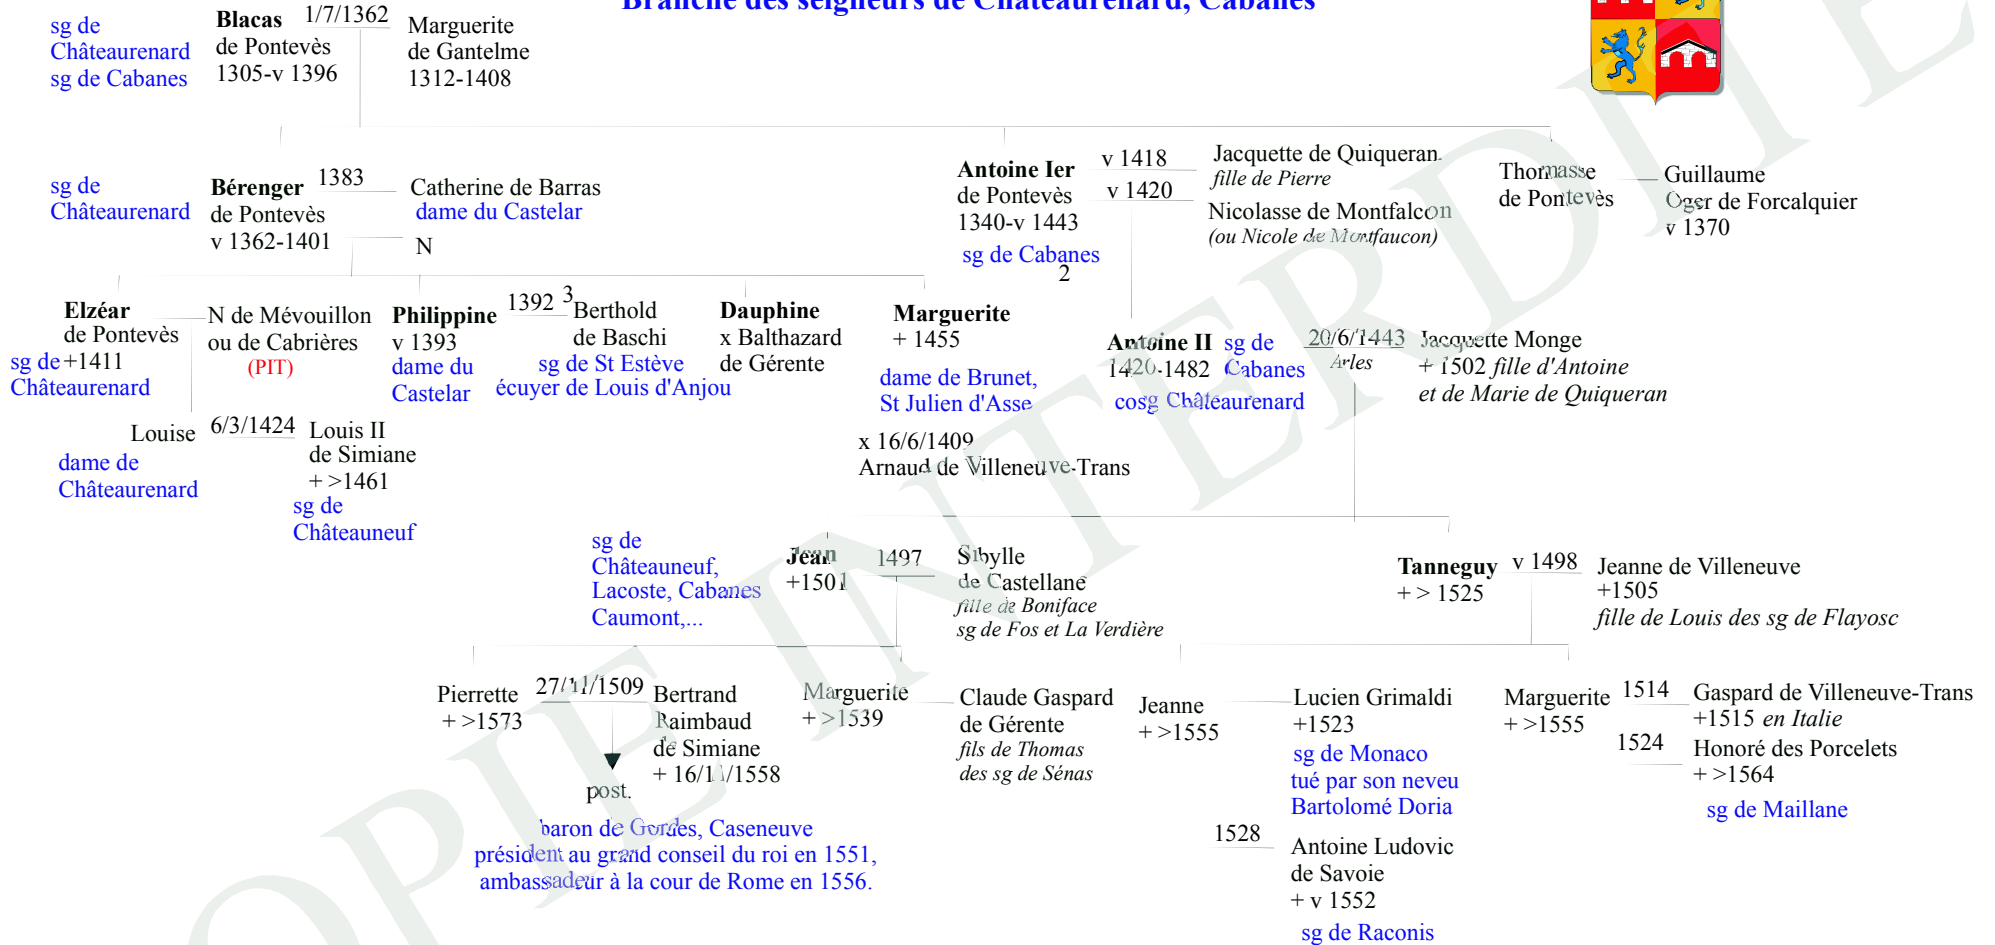 Branche des seigneurs de Châteaurenard, Cabanes
sg de
Châteaurenard
sg de Cabanes
Blacas
de Pontevès
1305-v 1396
1/7/1362
Marguerite
de Gantelme
1312-1408
sg de
Châteaurenard
Bérenger
de Pontevès
v 1362-1401
1383
Catherine de Barras
dame du Castelar
N
Antoine Ier
de Pontevès
1340-v 1443
sg de Cabanes
2
v 1418
Jacquette de Quiqueran
fille de Pierre
v 1420
Nicolasse de Montfalcon
(ou Nicole de Montfaucon)
Thomasse
de Pontevès
Guillaume
Oger de Forcalquier
v 1370
Elzéar
de Pontevès
+1411
sg de
Châteaurenard
N de Mévouillon
ou de Cabrières
(PIT)
Philippine
v 1393
dame du
Castelar
1392
3
Berthold
de Baschi
sg de St Estève
écuyer de Louis d'Anjou
Dauphine
x Balthazard
de Gérente
Marguerite
+ 1455
dame de Brunet,
St Julien d'Asse
x 16/6/1409
Arnaud de Villeneuve-Trans
Antoine II
1420-1482
sg de
Cabanes
cosg Châteaurenard
20/6/1443
Arles
Jacquette Monge
+ 1502 fille d'Antoine
et de Marie de Quiqueran
Louise
dame de
Châteaurenard
6/3/1424
Louis II
de Simiane
+ >1461
sg de
Châteauneuf
sg de
Châteauneuf,
Lacoste, Cabanes
Caumont,...
Jean
+1501
1497
Sibylle
de Castellane
fille de Boniface
sg de Fos et La Verdière
Tanneguy
+ > 1525
v 1498
Jeanne de Villeneuve
+1505
fille de Louis des sg de Flayosc
Pierrette
+ >1573
27/11/1509
Bertrand
Raimbaud
de Simiane
+ 16/11/1558
post.
baron de Gordes, Caseneuve
président au grand conseil du roi en 1551,
ambassadeur à la cour de Rome en 1556.
Marguerite
+ >1539
Claude Gaspard
de Gérente
fils de Thomas
des sg de Sénas
Jeanne
+ >1555
Lucien Grimaldi
+1523
sg de Monaco
tué par son neveu
Bartolomé Doria
1528
Antoine Ludovic
de Savoie
+ v 1552
sg de Raconis
Marguerite
+ >1555
1514
Gaspard de Villeneuve-Trans
+1515 en Italie
1524
Honoré des Porcelets
+ >1564
sg de Maillane
OPIE INTERDITE